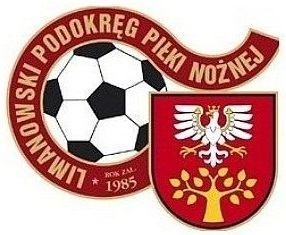 LIMANOWSKI PODOKRĘG PIŁKI NOŻNEJ
* ROK ZAŁ.
1985